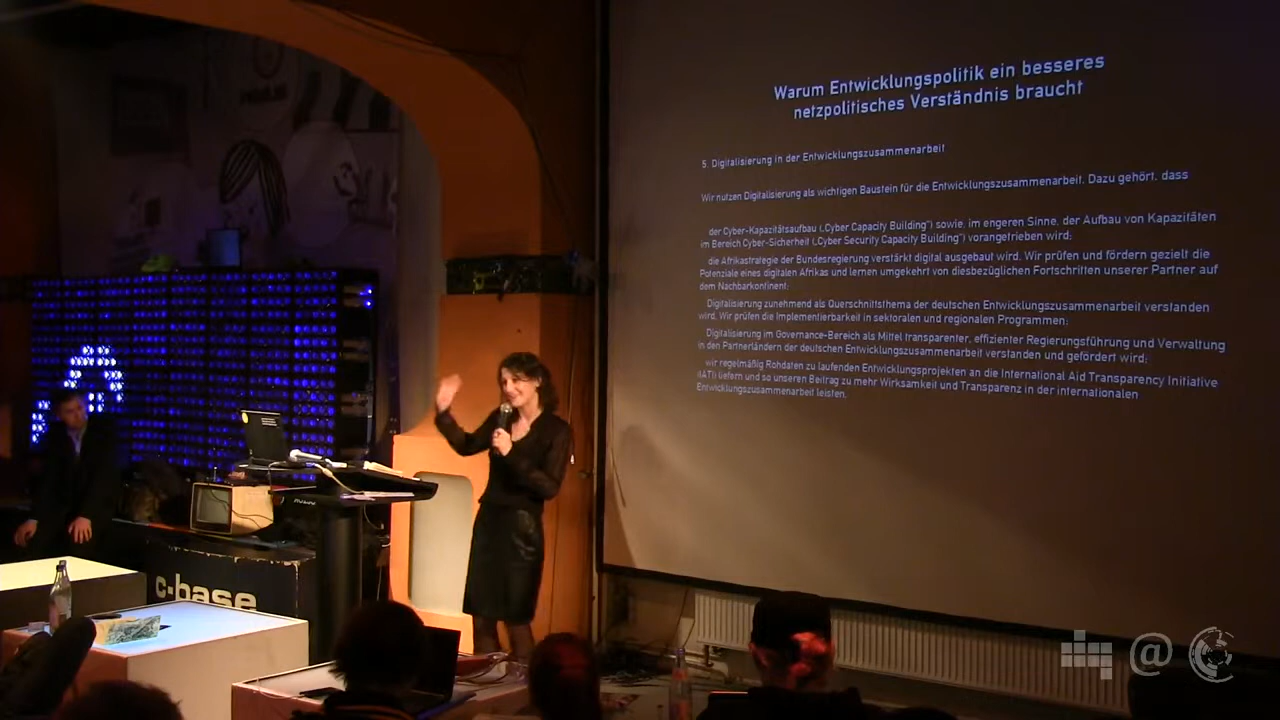 Warum Entwicklungspolitik ein besseres
netzpolitisches Verständnis braucht
5. Digitalisierung in der Entwicklungszusammenarbeit
Wir nutzen Digitalisierung als wichtigen Baustein für die Entwicklungszusammenarbeit. Dazu gehört, dass
der Cyber-Kapazitätsaufbau („Cyber Capacity Building“) sowie, im engeren Sinne, der Aufbau von Kapazitäten
im Bereich Cyber-Sicherheit („Cyber Security Capacity Building“) vorangetrieben wird;
die Afrikastrategie der Bundesregierung verstärkt digital ausgebaut wird. Wir prüfen und fördern gezielt die
Potenziale eines digitalen Afrikas und lernen umgekehrt von diesbezüglichen Fortschritten unserer Partner auf
dem Nachbarkontinent;
Digitalisierung zunehmend als Querschnittsthema der deutschen Entwicklungszusammenarbeit verstanden
wird. Wir prüfen die Implementierbarkeit in sektoralen und regionalen Programmen;
Digitalisierung im Governance-Bereich als Mittel transparenter, effizienter Regierungsführung und Verwaltung
in den Partnerländern der deutschen Entwicklungszusammenarbeit verstanden und gefördert wird;
wir regelmäßig Rohdaten zu laufenden Entwicklungsprojekten an die International Aid Transparency Initiative
(IATI) liefern und so unseren Beitrag zu mehr Wirksamkeit und Transparenz in der internationalen
Entwicklungszusammenarbeit leisten.
c-base
@